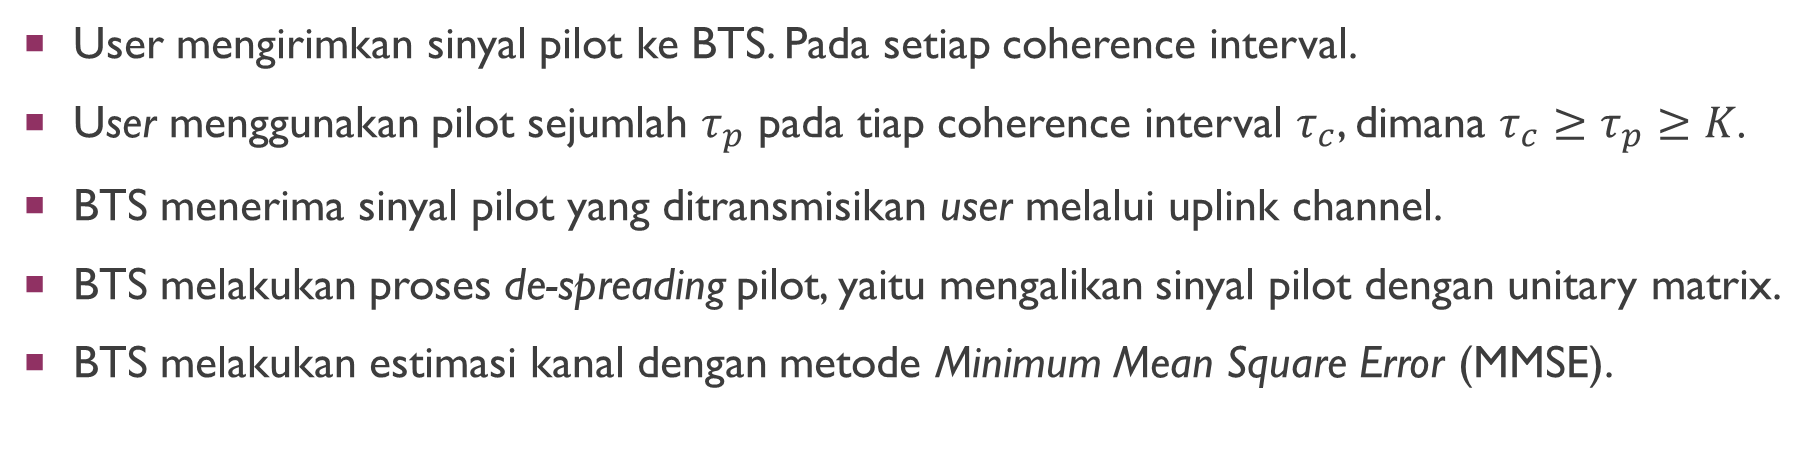 ▪ User mengirimkan sinyal pilot ke BTS. Pada setiap coherence interval.
▪ User menggunakan pilot sejumlah 𝜏ₚ pada tiap coherence interval 𝜏_c, dimana 𝜏_c ≥ 𝜏ₚ ≥ K.
▪ BTS menerima sinyal pilot yang ditransmisikan user melalui uplink channel.
▪ BTS melakukan proses de-spreading pilot, yaitu mengalikan sinyal pilot dengan unitary matrix.
▪ BTS melakukan estimasi kanal dengan metode Minimum Mean Square Error (MMSE).